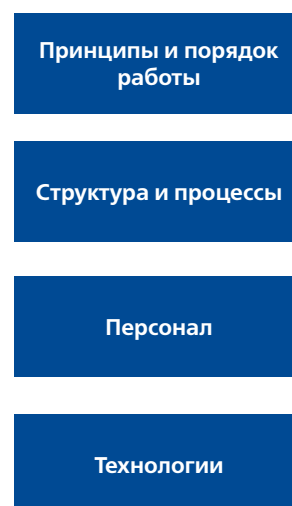 Принципы и порядок
работы
Структура и процессы
Персонал
Технологии